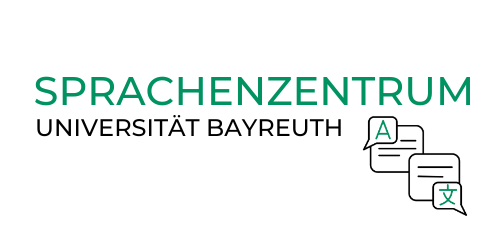 SPRACHENZENTRUM
UNIVERSITÄT BAYREUTH
A
文